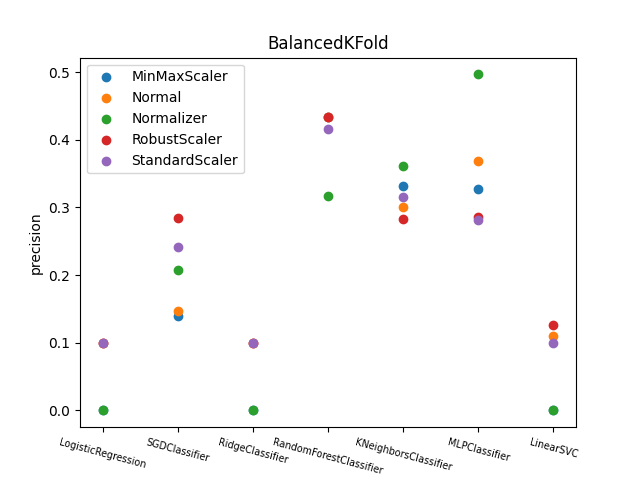 BalancedKFold
MinMaxScaler
Normal
Normalizer
RobustScaler
StandardScaler
precision
0.5
0.4
0.3
0.2
0.1
0.0
LogisticRegression
SGDClassifier
RidgeClassifier
RandomForestClassifier
KNeighborsClassifier
MLPClassifier
LinearSVC